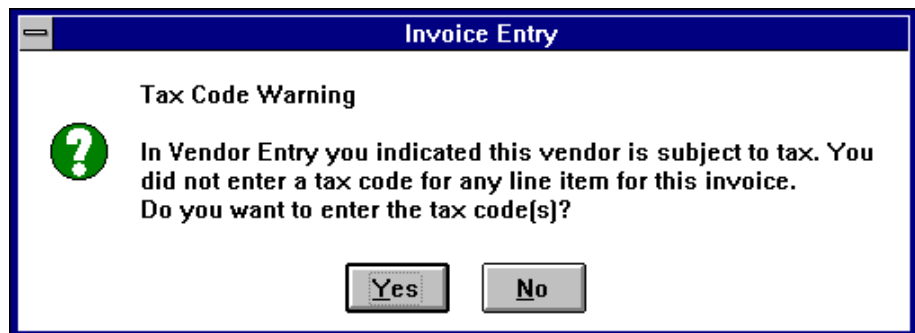 Invoice Entry
Tax Code Warning
In Vendor Entry you indicated this vendor is subject to tax. You
did not enter a tax code for any line item for this invoice.
Do you want to enter the tax code(s)?
Yes No